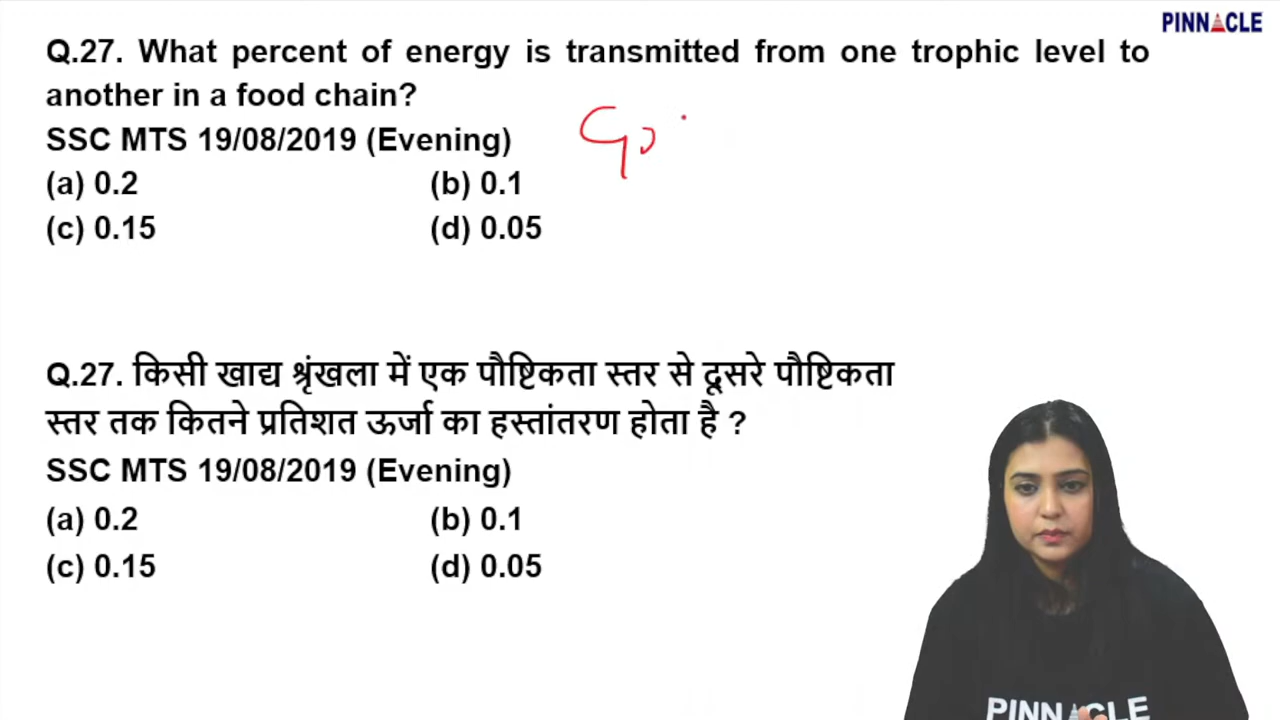 PINNACLE
Q.27. What percent of energy is transmitted from one trophic level to
another in a food chain?
SSC MTS 19/08/2019 (Evening)
(a) 0.2 (b) 0.1
(c) 0.15 (d) 0.05
Q.27. किसी खाद्य श्रृंखला में एक पौष्टिकता स्तर से दूसरे पौष्टिकता
स्तर तक कितने प्रतिशत ऊर्जा का हस्तांतरण होता है ?
SSC MTS 19/08/2019 (Evening)
(a) 0.2 (b) 0.1
(c) 0.15 (d) 0.05
PINNACLE